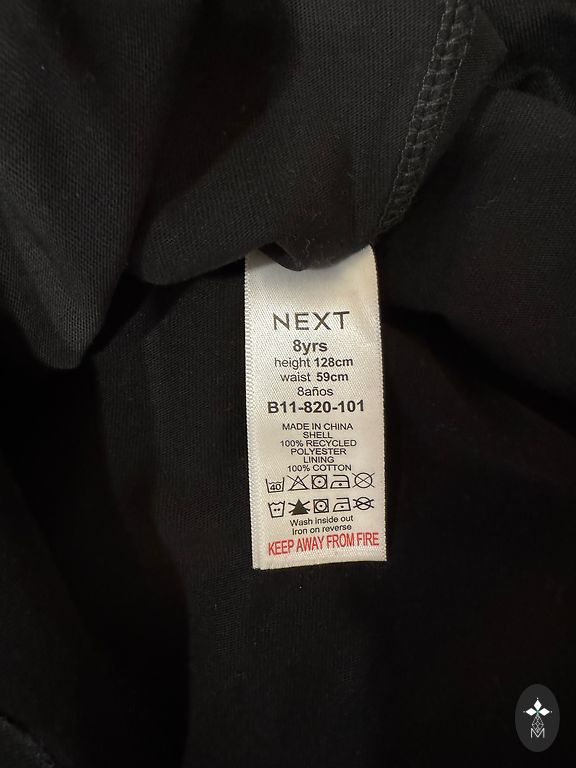 NEXT
8yrs
height 128cm
waist 59cm
8años
B11-820-101
MADE IN CHINA
SHELL
100% RECYCLED
POLYESTER
LINING
100% COTTON
40
Wash inside out
Iron on reverse
KEEP AWAY FROM FIRE
M